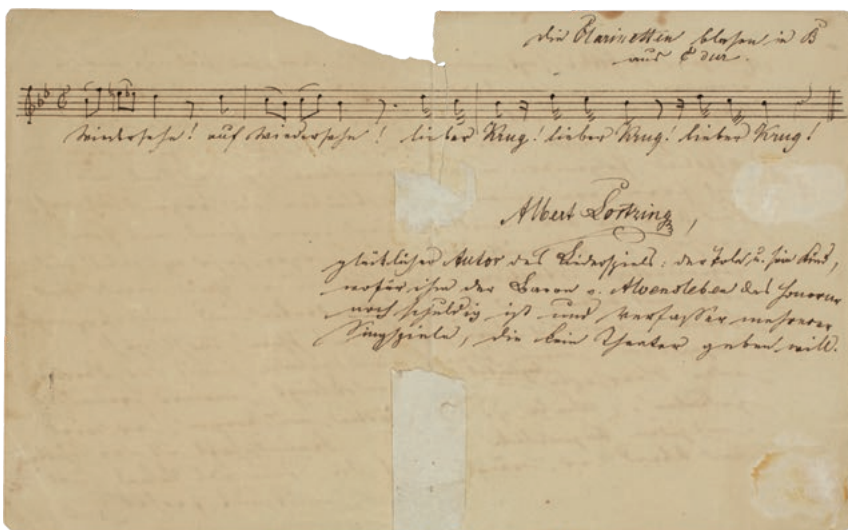 die Clarinetten blasen in B
aus C dur.
Wiedersehn! auf Wiedersehn! lieber Krug! lieber Krug! lieber Krug!
Albert Lortzing,
glücklicher Autor des Liederspiels: der Pole u. sein Kind,
wofür ihm der Baron v. Alvensleben das Honorar
noch schuldig ist und Verfasser mehrerer
Singspiele, die kein Theater geben will.